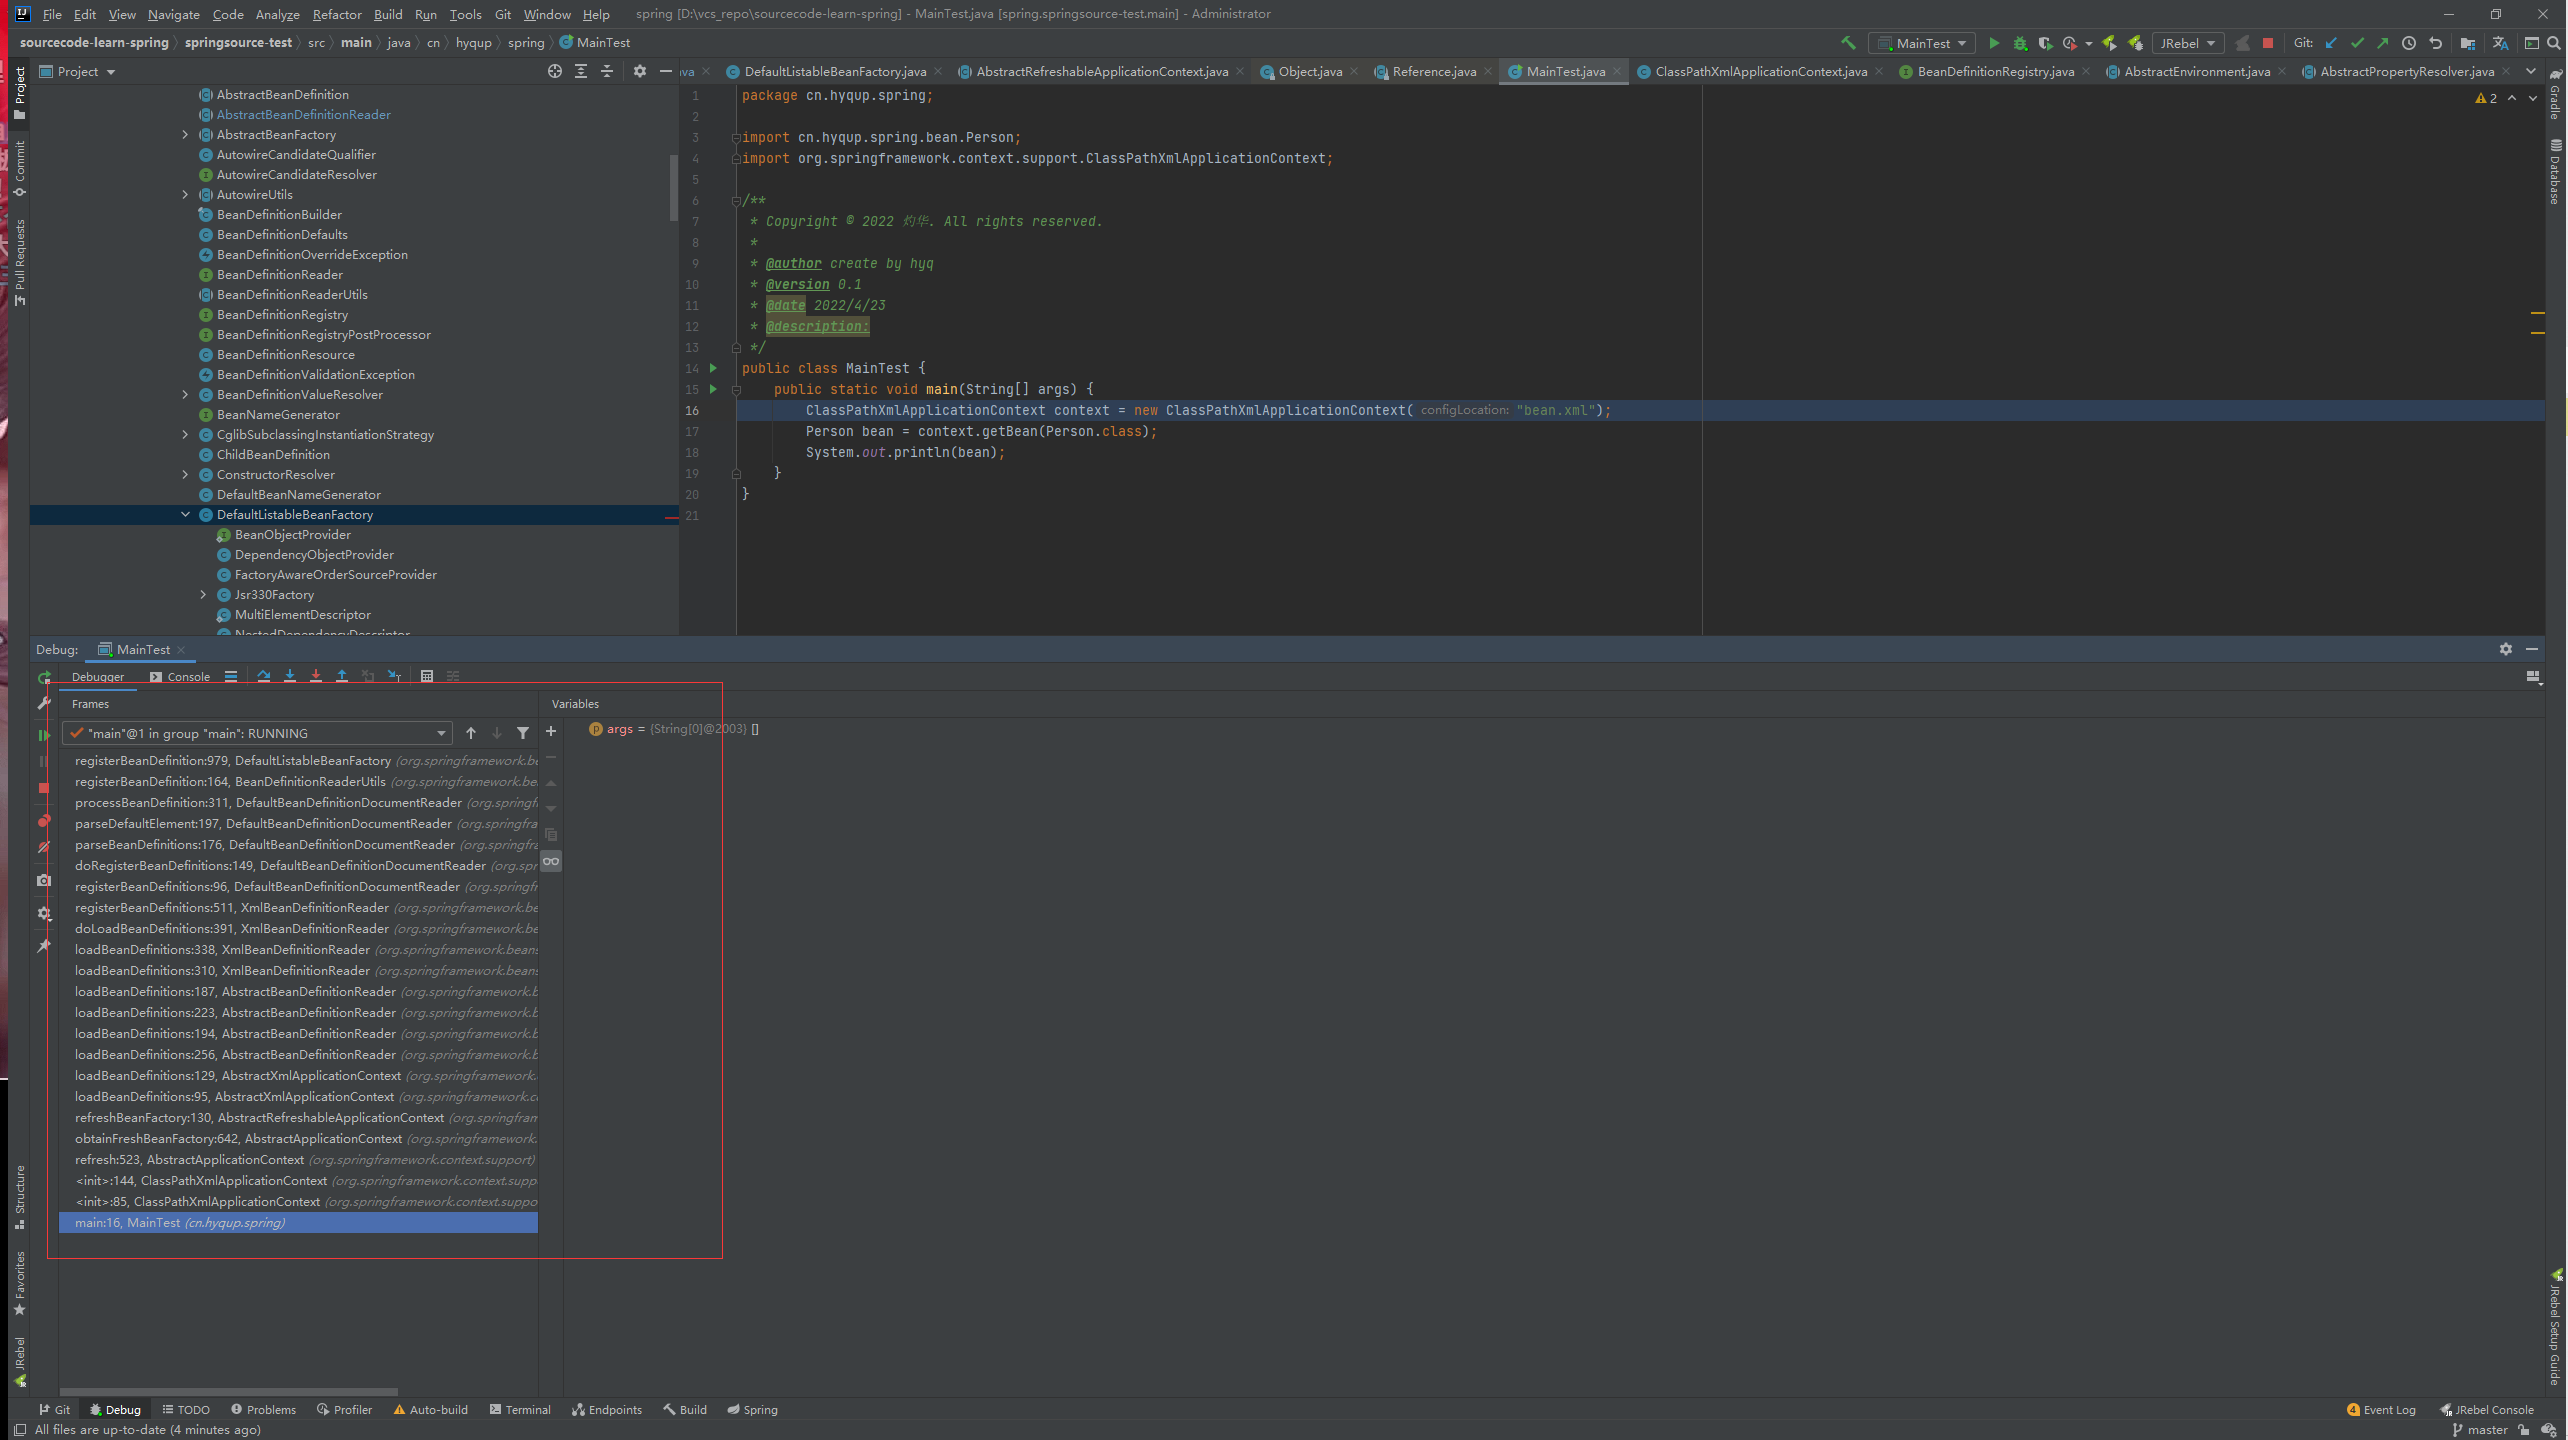 File Edit View Navigate Code Analyze Refactor Build Run Tools Git Window Help spring [D:\vcs_repo\sourcecode-learn-spring] - MainTest.java [spring.springsource-test.main] - Administrator
sourcecode-learn-spring springsource-test src main java cn hyqup spring MainTest
MainTest JRebel Git:
Project
ava DefaultListableBeanFactory.java AbstractRefreshableApplicationContext.java Object.java Reference.java MainTest.java ClassPathXmlApplicationContext.java BeanDefinitionRegistry.java AbstractEnvironment.java AbstractPropertyResolver.java
Project
Commit
Pull Requests
Structure
Favorites
JRebel
AbstractBeanDefinition
AbstractBeanDefinitionReader
AbstractBeanFactory
AutowireCandidateQualifier
AutowireCandidateResolver
AutowireUtils
BeanDefinitionBuilder
BeanDefinitionDefaults
BeanDefinitionOverrideException
BeanDefinitionReader
BeanDefinitionReaderUtils
BeanDefinitionRegistry
BeanDefinitionRegistryPostProcessor
BeanDefinitionResource
BeanDefinitionValidationException
BeanDefinitionValueResolver
BeanNameGenerator
CglibSubclassingInstantiationStrategy
ChildBeanDefinition
ConstructorResolver
DefaultBeanNameGenerator
DefaultListableBeanFactory
BeanObjectProvider
DependencyObjectProvider
FactoryAwareOrderSourceProvider
Jsr330Factory
MultiElementDescriptor
NestedDependencyDescriptor
1 package cn.hyqup.spring;
2
3 import cn.hyqup.spring.bean.Person;
4 import org.springframework.context.support.ClassPathXmlApplicationContext;
5
6 /**
7 * Copyright © 2022 灼华. All rights reserved.
8 *
9 * @author create by hyq
10 * @version 0.1
11 * @date 2022/4/23
12 * @description:
13 */
14 public class MainTest {
15 public static void main(String[] args) {
16 ClassPathXmlApplicationContext context = new ClassPathXmlApplicationContext( configLocation: "bean.xml");
17 Person bean = context.getBean(Person.class);
18 System.out.println(bean);
19 }
20 }
21
2
Gradle
Database
JRebel Setup Guide
Debug: MainTest
Debugger Console
Frames
Variables
"main"@1 in group "main": RUNNING
args = {String[0]@2003} []
registerBeanDefinition:979, DefaultListableBeanFactory (org.springframework.be
registerBeanDefinition:164, BeanDefinitionReaderUtils (org.springframework.bea
processBeanDefinition:311, DefaultBeanDefinitionDocumentReader (org.springfr
parseDefaultElement:197, DefaultBeanDefinitionDocumentReader (org.springfra
parseBeanDefinitions:176, DefaultBeanDefinitionDocumentReader (org.springfra
doRegisterBeanDefinitions:149, DefaultBeanDefinitionDocumentReader (org.spr
registerBeanDefinitions:96, DefaultBeanDefinitionDocumentReader (org.springfr
registerBeanDefinitions:511, XmlBeanDefinitionReader (org.springframework.be
doLoadBeanDefinitions:391, XmlBeanDefinitionReader (org.springframework.be
loadBeanDefinitions:338, XmlBeanDefinitionReader (org.springframework.beans
loadBeanDefinitions:310, XmlBeanDefinitionReader (org.springframework.beans
loadBeanDefinitions:187, AbstractBeanDefinitionReader (org.springframework.b
loadBeanDefinitions:223, AbstractBeanDefinitionReader (org.springframework.b
loadBeanDefinitions:194, AbstractBeanDefinitionReader (org.springframework.b
loadBeanDefinitions:256, AbstractBeanDefinitionReader (org.springframework.b
loadBeanDefinitions:129, AbstractXmlApplicationContext (org.springframework.
loadBeanDefinitions:95, AbstractXmlApplicationContext (org.springframework.c
refreshBeanFactory:130, AbstractRefreshableApplicationContext (org.springfram
obtainFreshBeanFactory:642, AbstractApplicationContext (org.springframework.
refresh:523, AbstractApplicationContext (org.springframework.context.support)
<init>:144, ClassPathXmlApplicationContext (org.springframework.context.supp
<init>:85, ClassPathXmlApplicationContext (org.springframework.context.suppo
main:16, MainTest (cn.hyqup.spring)
Git Debug TODO Problems Profiler Auto-build Terminal Endpoints Build Spring 4 Event Log JRebel Console
All files are up-to-date (4 minutes ago) master